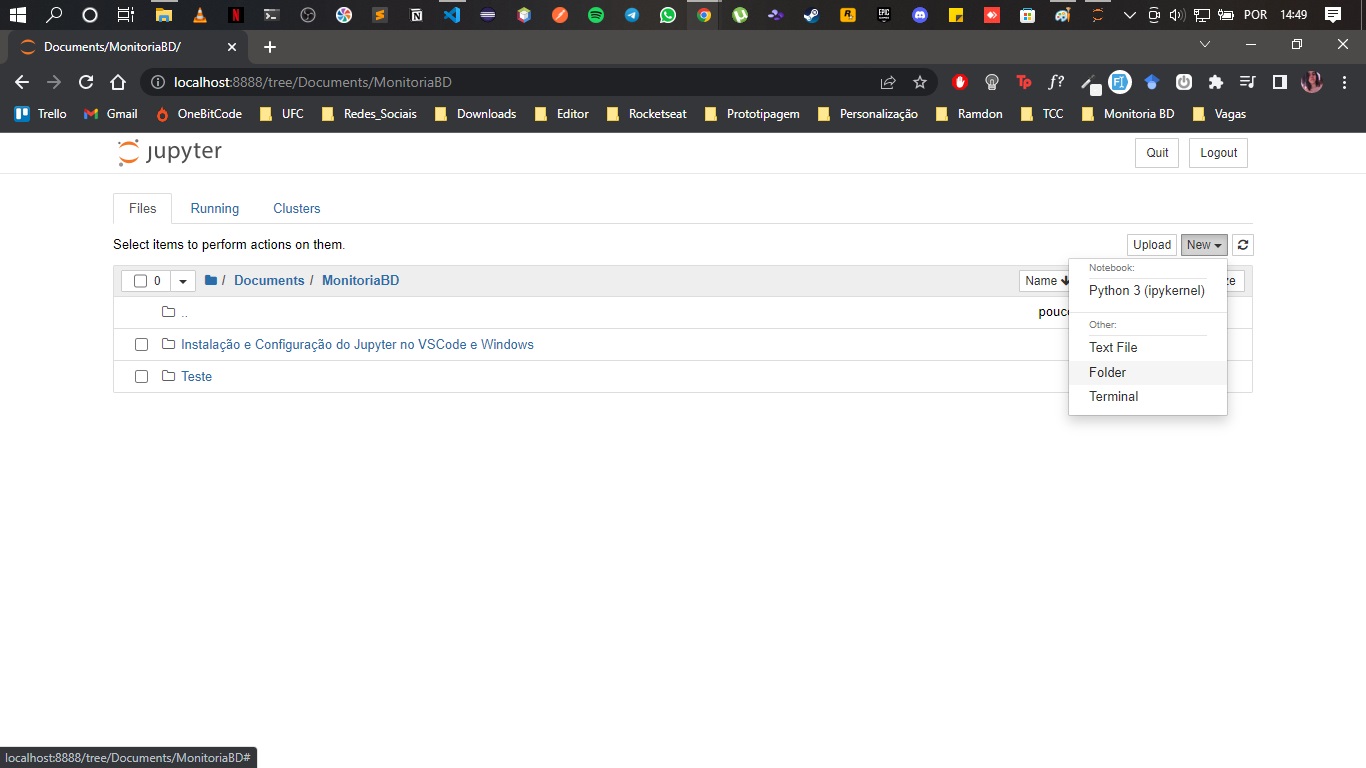 POR 14:49
Documents/MonitoriaBD/
localhost:8888/tree/Documents/MonitoriaBD
Trello Gmail OneBitCode UFC Redes_Sociais Downloads Editor Rocketseat Prototipagem Personalização Ramdon TCC Monitoria BD Vagas
jupyter Quit Logout
Files Running Clusters
Select items to perform actions on them. Upload New
0 / Documents / MonitoriaBD Name ze
Notebook:
Python 3 (ipykernel)
.. pouc
Other:
Instalação e Configuração do Jupyter no VSCode e Windows
Text File
Teste
Folder
Terminal
localhost:8888/tree/Documents/MonitoriaBD#